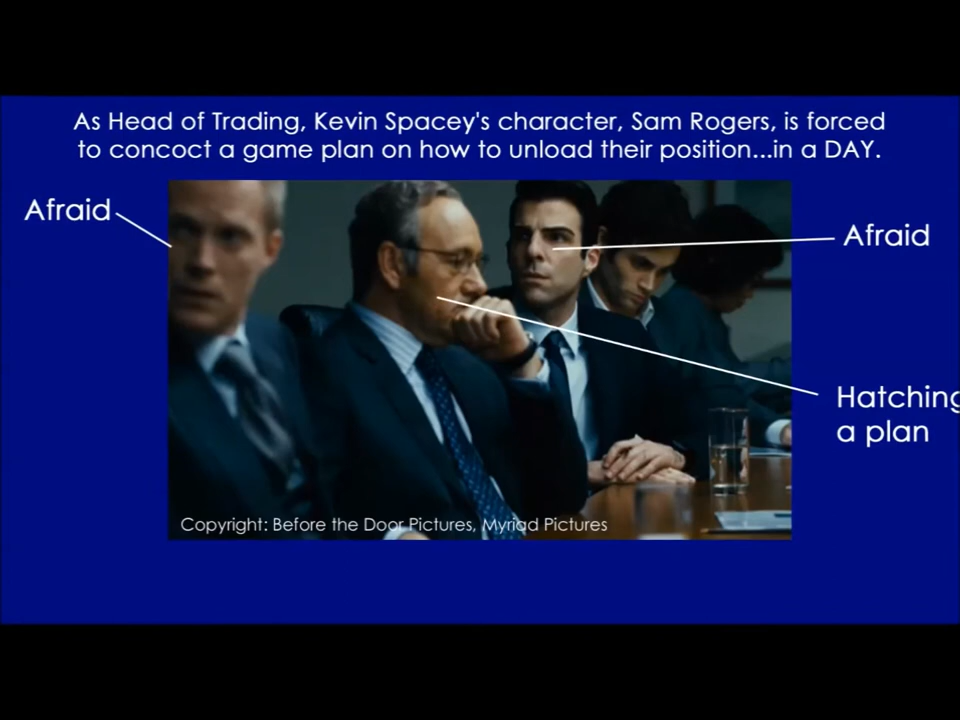 As Head of Trading, Kevin Spacey's character, Sam Rogers, is forced
to concoct a game plan on how to unload their position...in a DAY.
Afraid
Afraid
Hatching
a plan
Copyright: Before the Door Pictures, Myriad Pictures